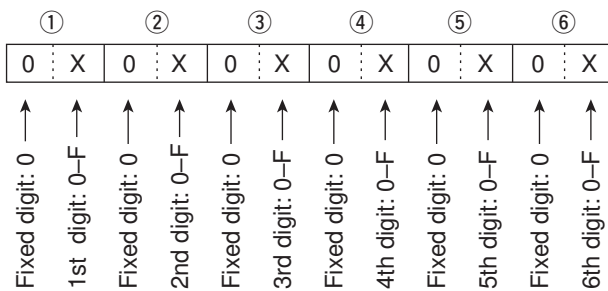 ① ② ③ ④ ⑤ ⑥
0 X 0 X 0 X 0 X 0 X 0 X
Fixed digit: 0
1st digit: 0–F
Fixed digit: 0
2nd digit: 0–F
Fixed digit: 0
3rd digit: 0–F
Fixed digit: 0
4th digit: 0–F
Fixed digit: 0
5th digit: 0–F
Fixed digit: 0
6th digit: 0–F